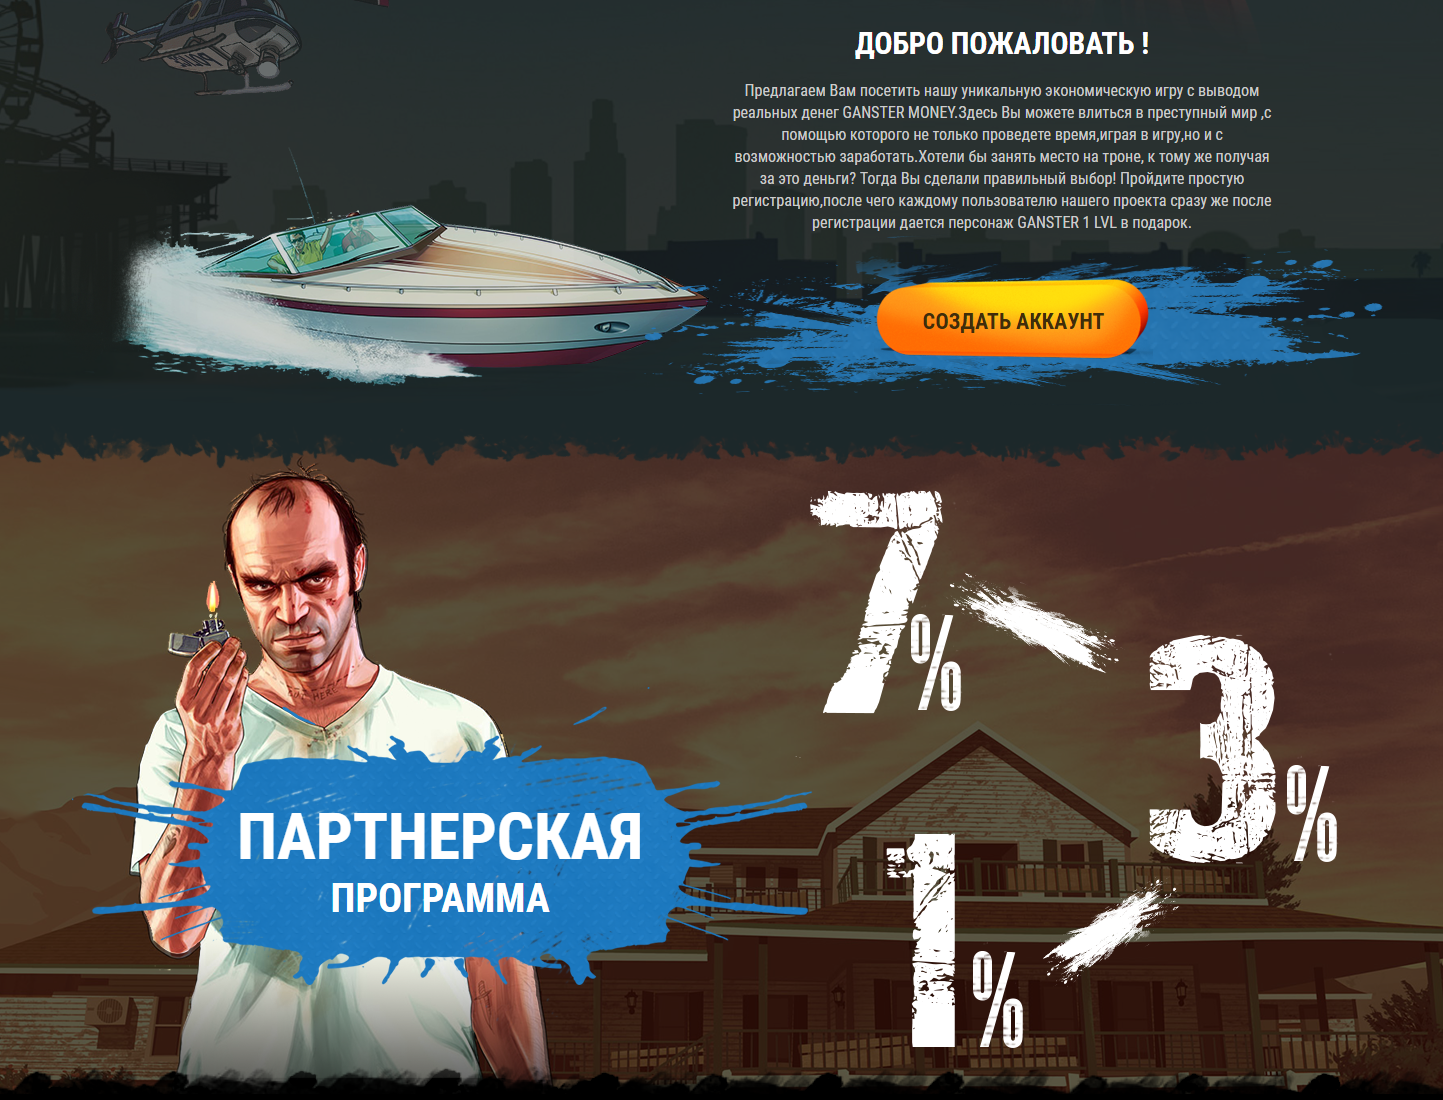 ДОБРО ПОЖАЛОВАТЬ !
Предлагаем Вам посетить нашу уникальную экономическую игру с выводом
реальных денег GANSTER MONEY.Здесь Вы можете влиться в преступный мир ,с
помощью которого не только проведете время,играя в игру,но и с
возможностью заработать.Хотели бы занять место на троне, к тому же получая
за это деньги? Тогда Вы сделали правильный выбор! Пройдите простую
регистрацию,после чего каждому пользователю нашего проекта сразу же после
регистрации дается персонаж GANSTER 1 LVL в подарок.
СОЗДАТЬ АККАУНТ
7%
3%
1%
ПАРТНЕРСКАЯ
ПРОГРАММА